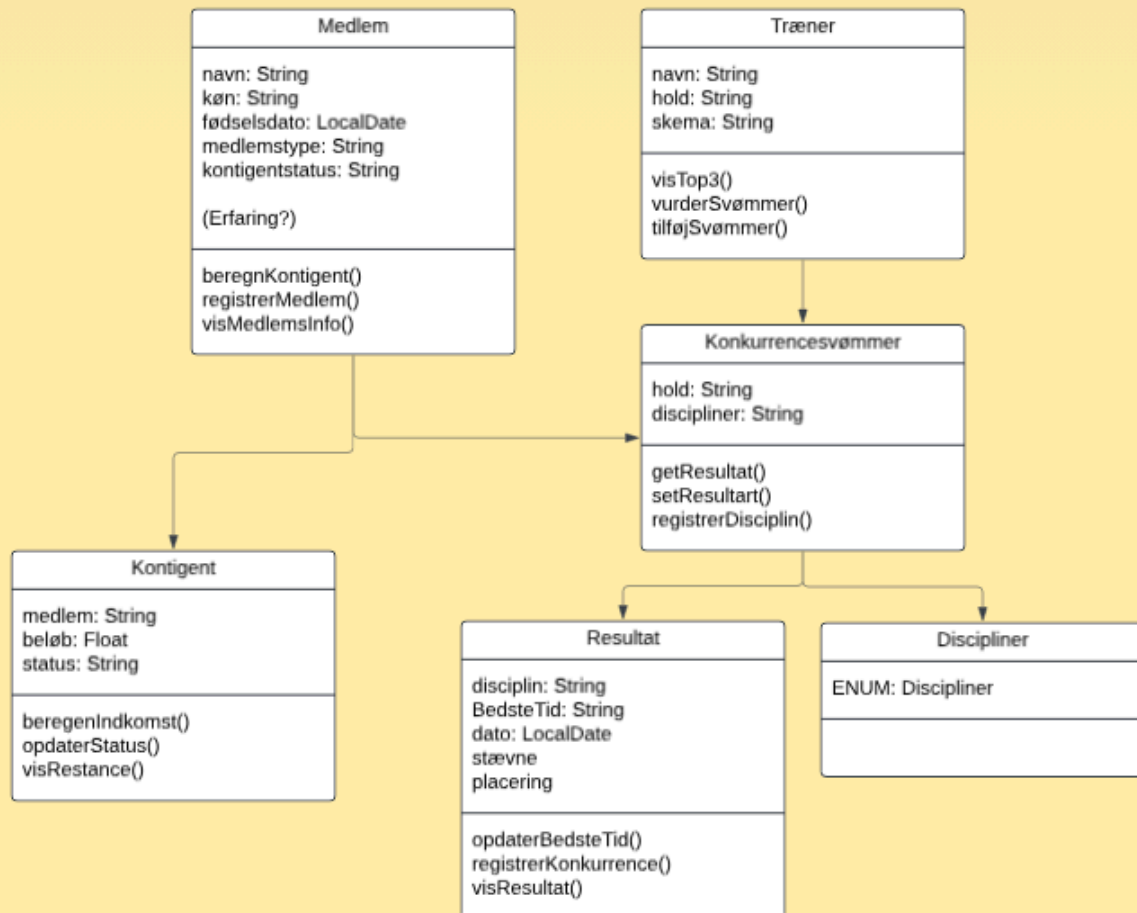 Medlem
navn: String
køn: String
fødselsdato: LocalDate
medlemstype: String
kontigentstatus: String
(Erfaring?)
beregnKontigent()
registrerMedlem()
visMedlemsInfo()
Træner
navn: String
hold: String
skema: String
visTop3()
vurderSvømmer()
tilføjSvømmer()
Konkurrencesvømmer
hold: String
discipliner: String
getResultat()
setResultart()
registrerDisciplin()
Kontigent
medlem: String
beløb: Float
status: String
beregenIndkomst()
opdaterStatus()
visRestance()
Resultat
disciplin: String
BedsteTid: String
dato: LocalDate
stævne
placering
opdaterBedsteTid()
registrerKonkurrence()
visResultat()
Discipliner
ENUM: Discipliner